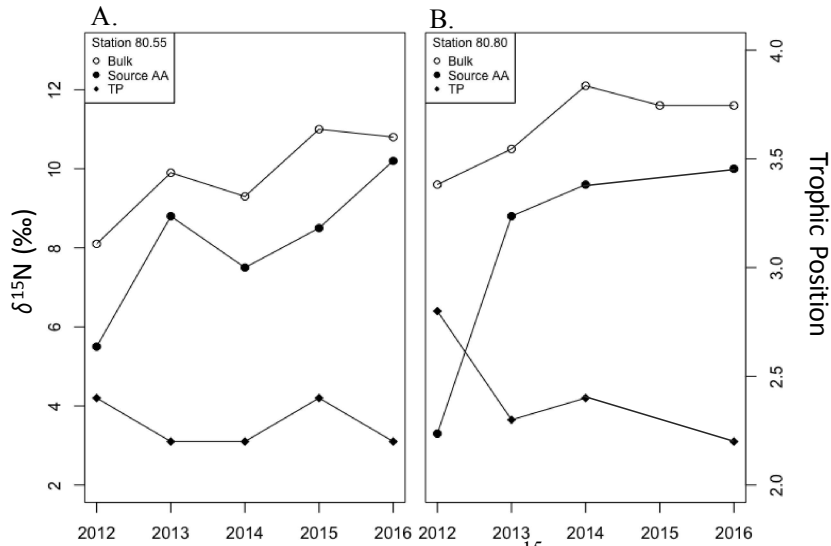 A.
Station 80.55
Bulk
Source AA
TP
δ15N (‰)
12
10
8
6
4
2
2012 2013 2014 2015 2016
B.
Station 80.80
Bulk
Source AA
TP
4.0
3.5
3.0
2.5
2.0
Trophic Position
2012 2013 2014 2015 2016
15